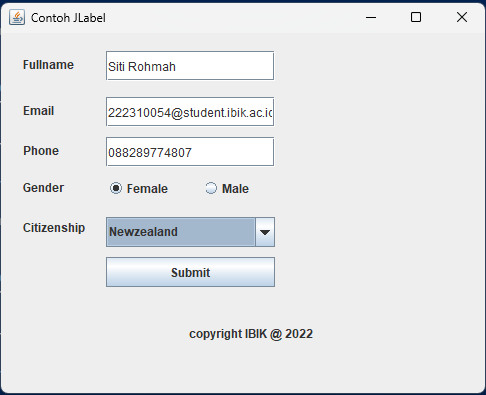 Contoh JLabel
Fullname Siti Rohmah
Email 222310054@student.ibik.ac.ic
Phone 088289774807
Gender Female Male
Citizenship Newzealand
Submit
copyright IBIK @ 2022